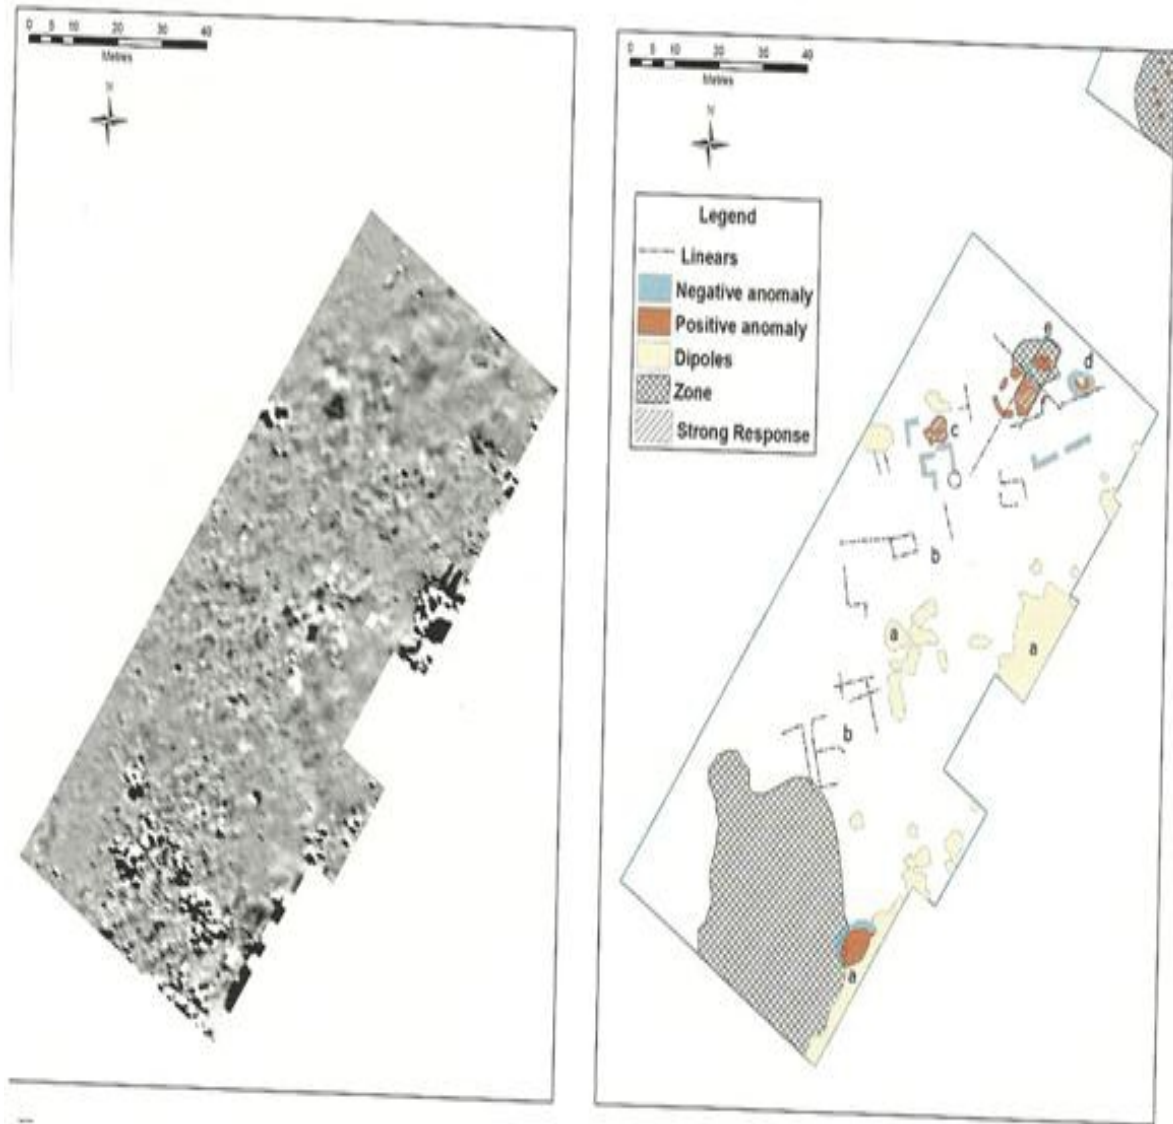 0 5 10 20 30 40
Metres
N
0 5 10 20 30 40
Metres
N
Legend
Linears
Negative anomaly
Positive anomaly
Dipoles
Zone
Strong Response
e
d
c
b
a
a
b
a